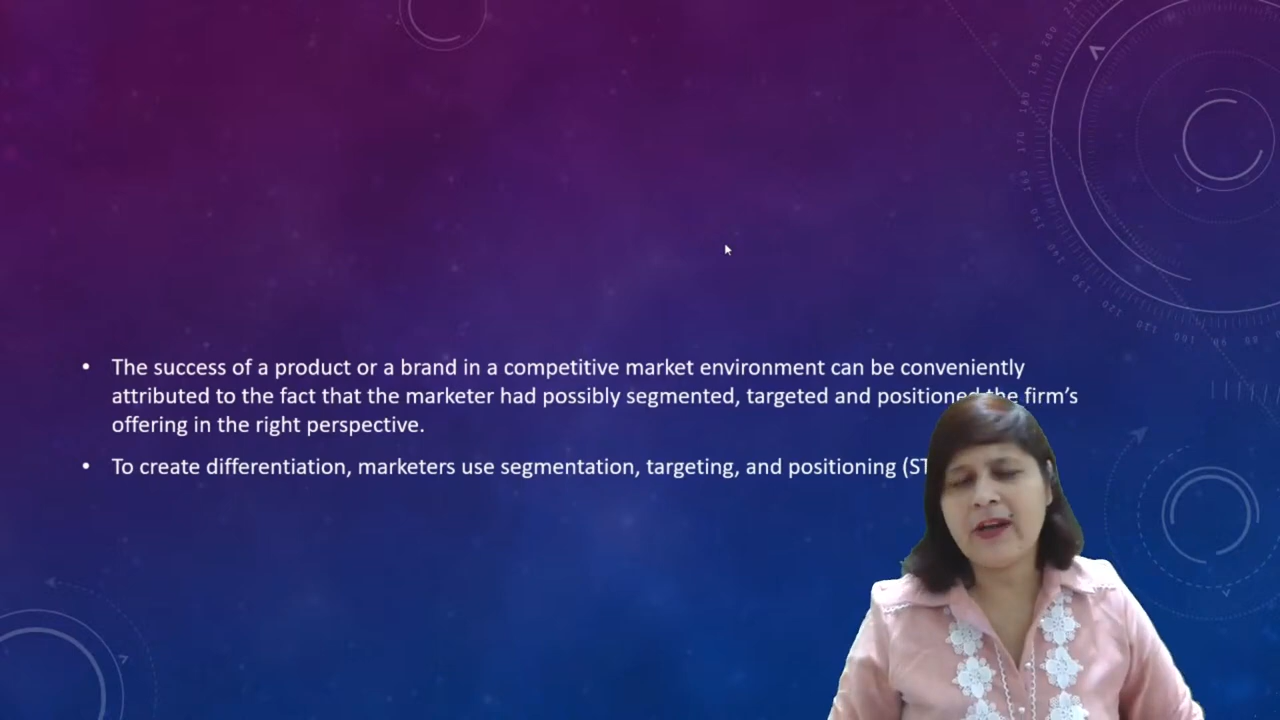 • The success of a product or a brand in a competitive market environment can be conveniently
attributed to the fact that the marketer had possibly segmented, targeted and positioned the firm’s
offering in the right perspective.
• To create differentiation, marketers use segmentation, targeting, and positioning